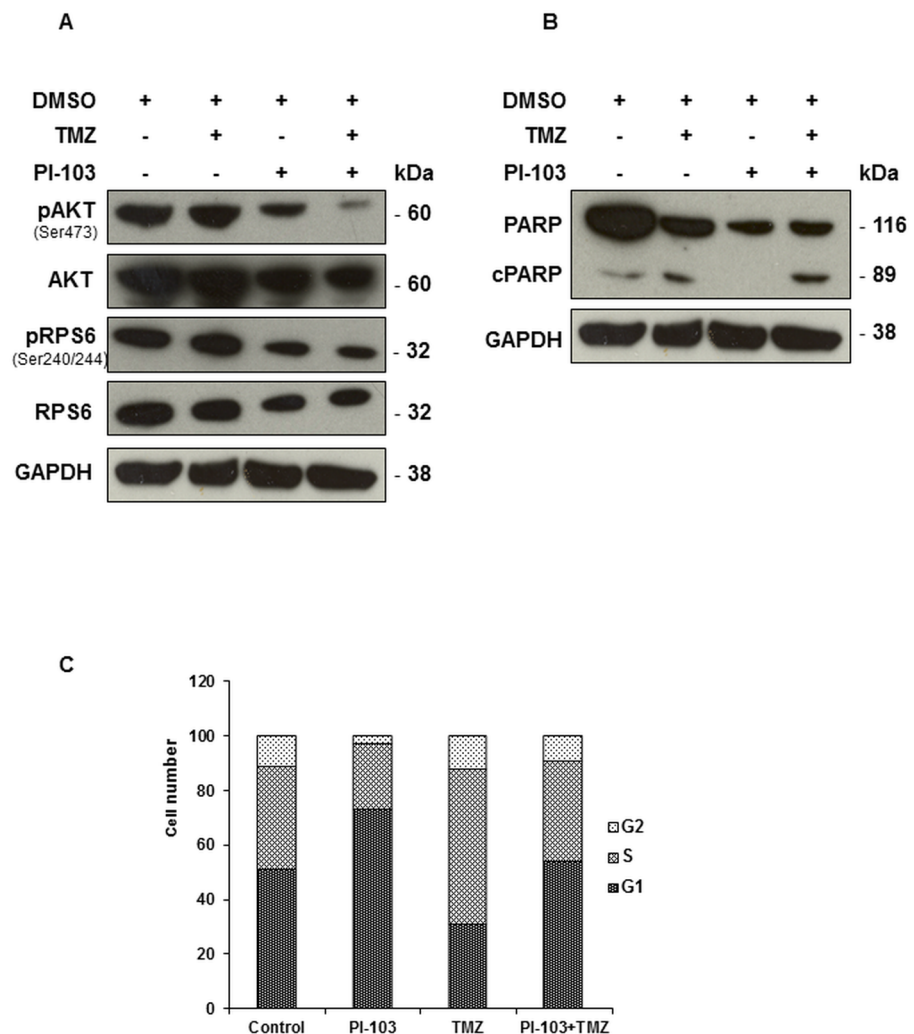 A
DMSO + + + +
TMZ - + - +
PI-103 - - + + kDa
pAKT - 60
(Ser473)
AKT - 60
pRPS6
(Ser240/244) - 32
RPS6 - 32
GAPDH - 38
B
DMSO + + + +
TMZ - + - +
PI-103 - - + + kDa
PARP - 116
cPARP - 89
GAPDH - 38
C
120
100
80
60
40
20
0
Cell number
G2
S
G1
Control PI-103 TMZ PI-103+TMZ